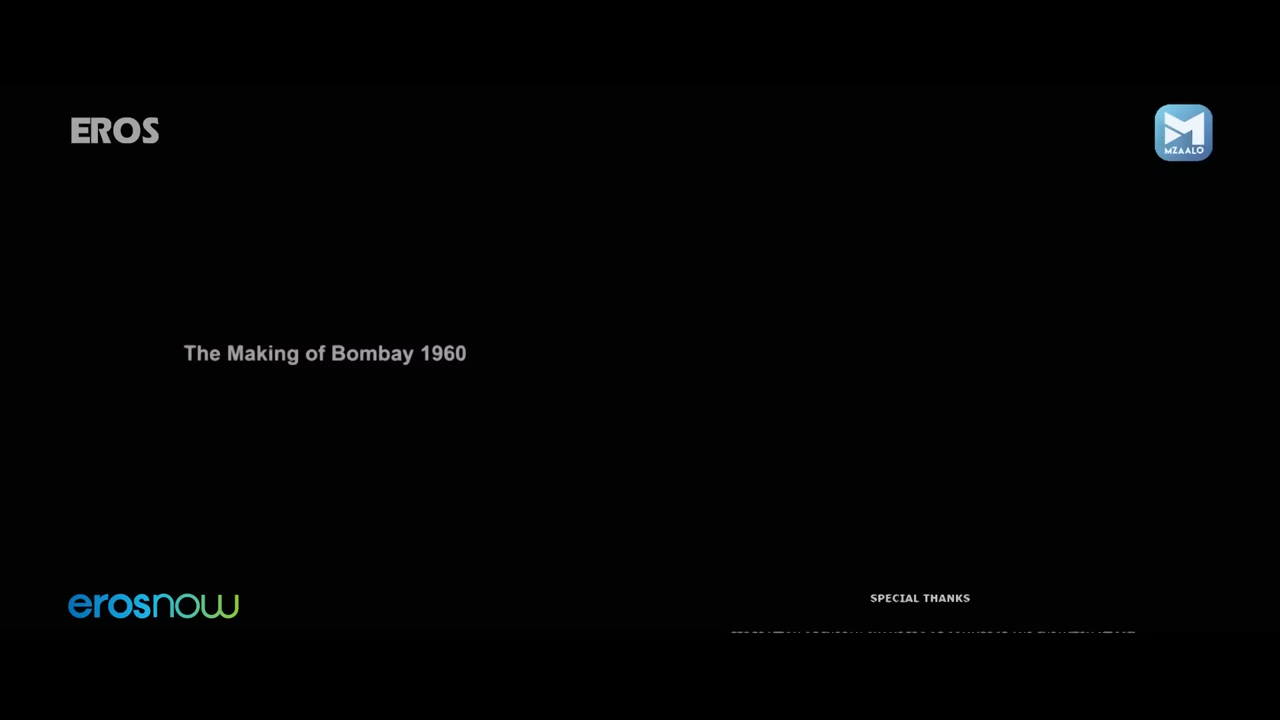 EROS
MZAALO
The Making of Bombay 1960
erosnow
SPECIAL THANKS